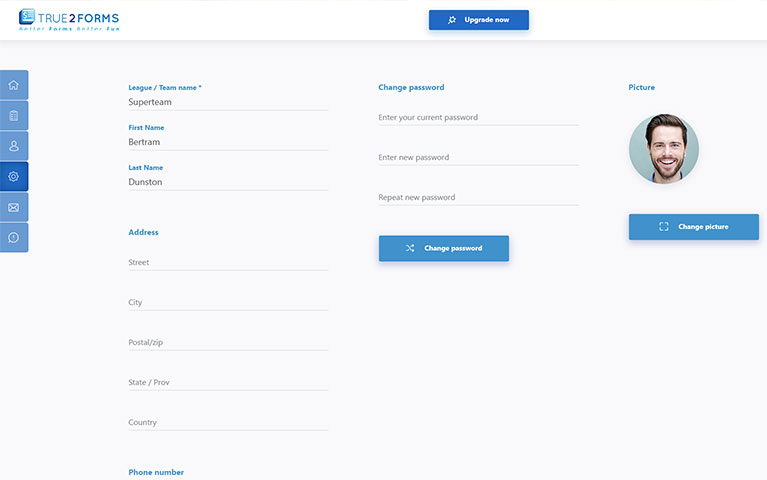 TRUE2FORMS
Better Forms Better Fun
Upgrade now
League / Team name *
Superteam
First Name
Bertram
Last Name
Dunston
Address
Street
City
Postal/zip
State / Prov
Country
Phone number
Change password
Enter your current password
Enter new password
Repeat new password
Change password
Picture
Change picture